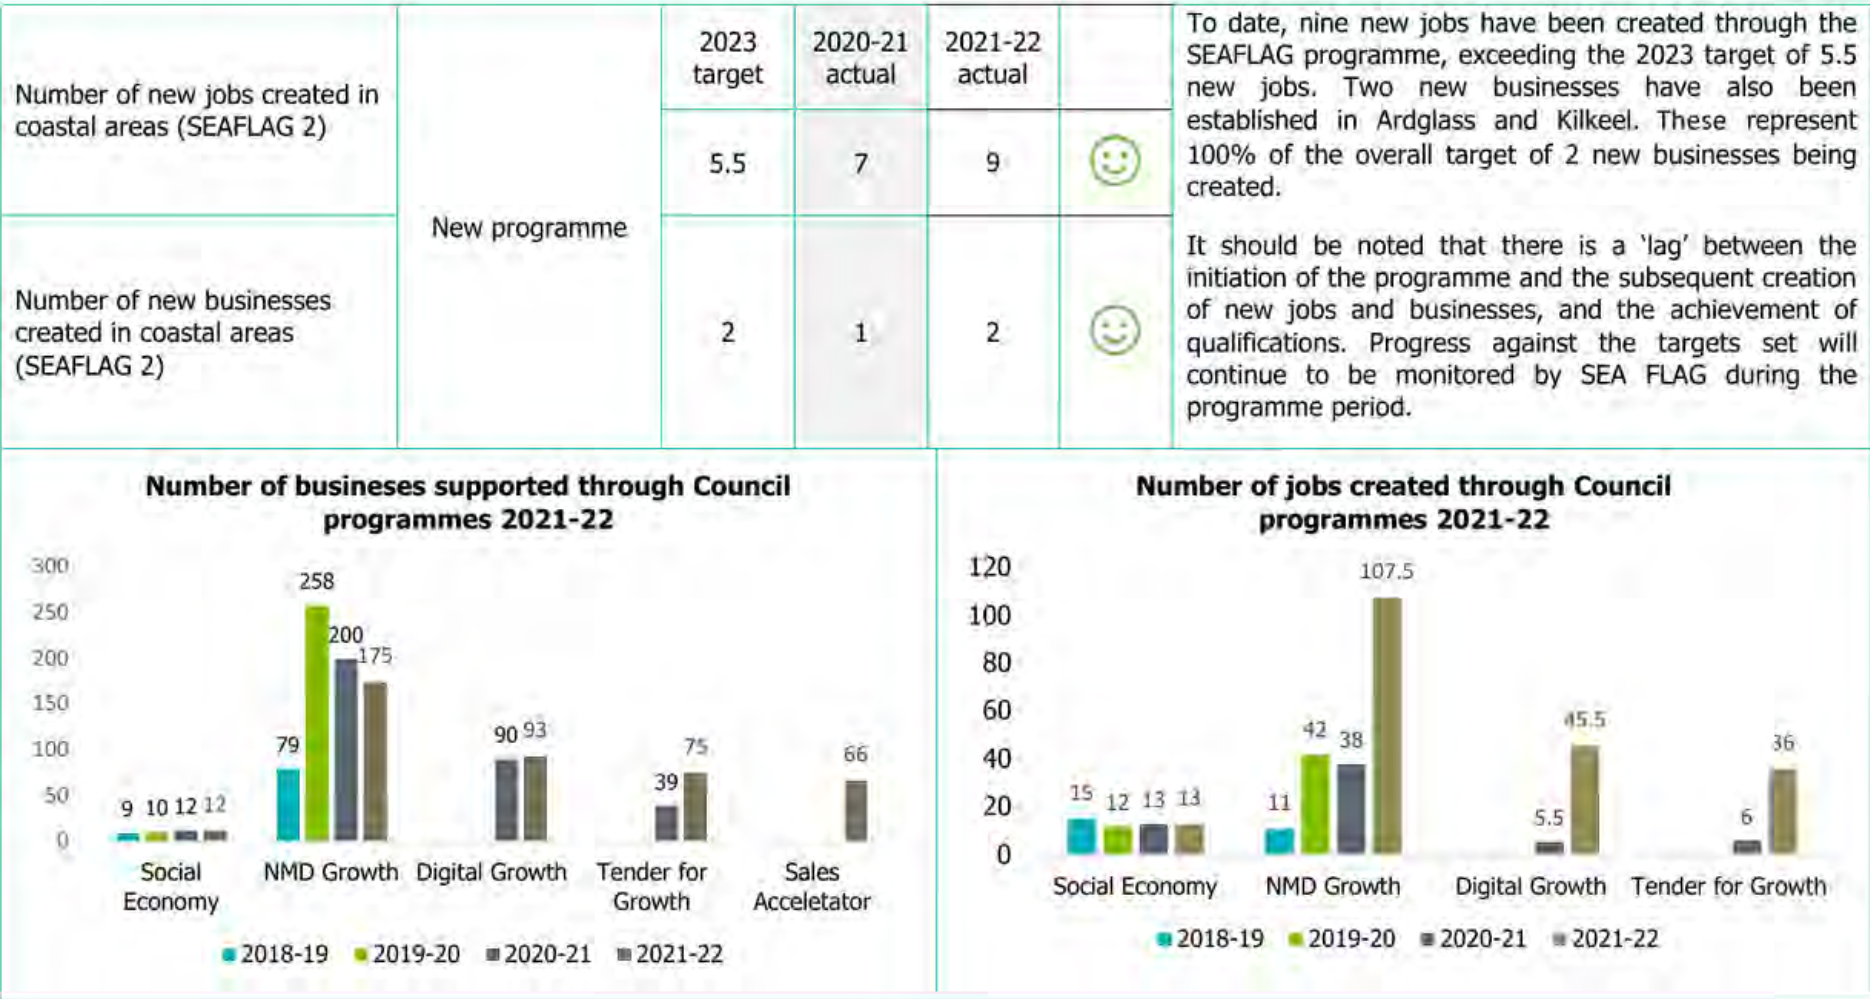 Number of new jobs created in
coastal areas (SEAFLAG 2)
New programme
2023
target
2020-21
actual
2021-22
actual
5.5
7
9
Number of new businesses
created in coastal areas
(SEAFLAG 2)
2
1
2
To date, nine new jobs have been created through the
SEAFLAG programme, exceeding the 2023 target of 5.5
new jobs. Two new businesses have also been
established in Ardglass and Kilkeel. These represent
100% of the overall target of 2 new businesses being
created.
It should be noted that there is a ‘lag’ between the
initiation of the programme and the subsequent creation
of new jobs and businesses, and the achievement of
qualifications. Progress against the targets set will
continue to be monitored by SEA FLAG during the
programme period.
Number of busineses supported through Council
programmes 2021-22
300
250
200
150
100
50
0
9 10 12 12
79
258
200
175
90 93
39
75
66
Social
Economy
NMD Growth
Digital Growth
Tender for
Growth
Sales
Acceletator
2018-19 2019-20 2020-21 2021-22
Number of jobs created through Council
programmes 2021-22
120
100
80
60
40
20
0
15 12 13 13
11
42
38
107.5
5.5
45.5
6
36
Social Economy
NMD Growth
Digital Growth
Tender for Growth
2018-19 2019-20 2020-21 2021-22